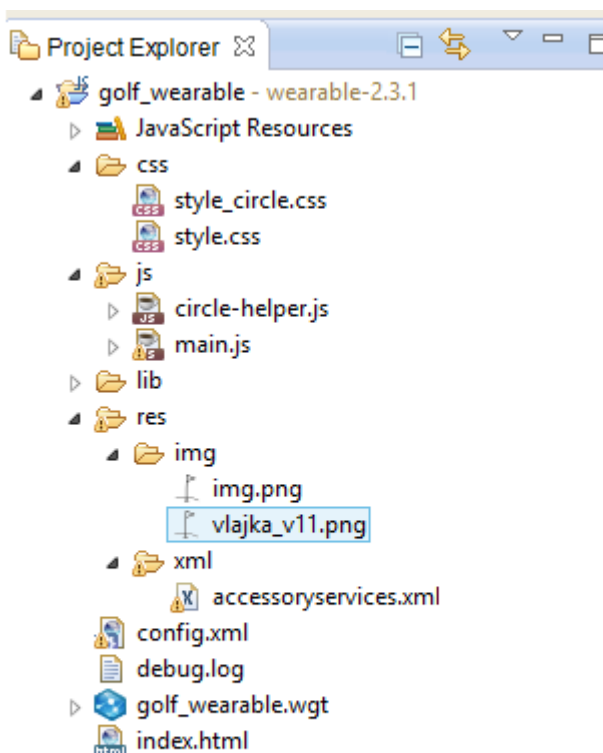 Project Explorer
golf_wearable - wearable-2.3.1
JavaScript Resources
css
style_circle.css
style.css
js
circle-helper.js
main.js
lib
res
img
img.png
vlajka_v11.png
xml
accessoryservices.xml
config.xml
debug.log
golf_wearable.wgt
index.html